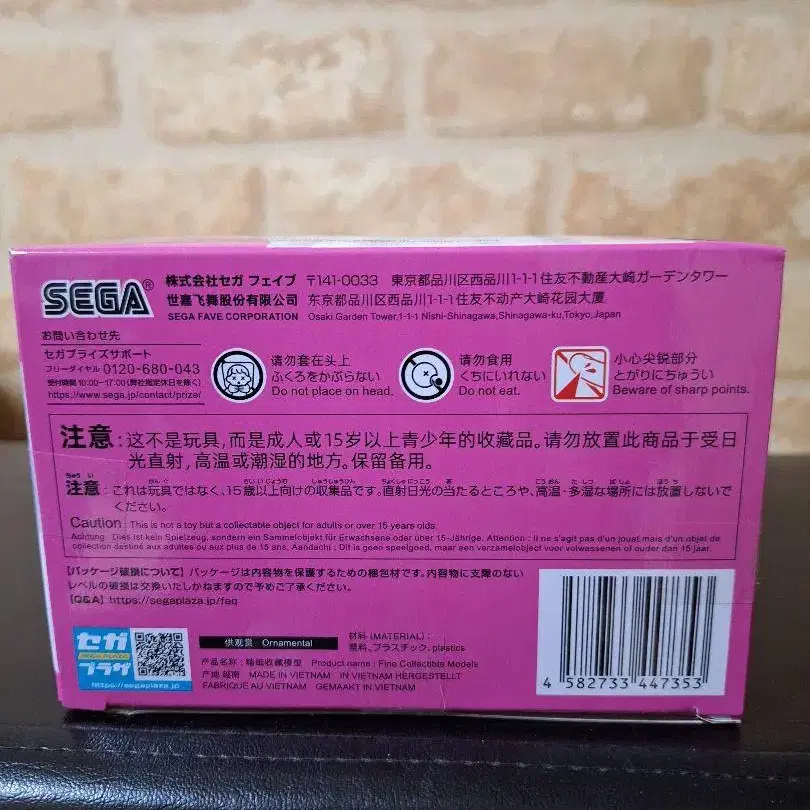 SEGA®
株式会社セガ フェイブ 〒141-0033 東京都品川区西品川1-1-1 住友不動産大崎ガーデンタワー
世嘉飞舞股份有限公司 东京都品川区西品川1-1-1住友不动产大崎花园大厦
SEGA FAVE CORPORATION Osaki Garden Tower,1-1-1 Nishi-Shinagawa,Shinagawa-ku,Tokyo,Japan
お問い合わせ先
セガプライズサポート
フリーダイヤル 0120-680-043
受付時間 10:00~17:00(弊社指定休日を除く)
https://www.sega.jp/contact/prize/
请勿套在头上
ふくろをかぶらない
Do not place on head.
请勿食用
くちにいれない
Do not eat.
小心尖锐部分
とがりにちゅうい
Beware of sharp points.
注意:这不是玩具,而是成人或15岁以上青少年的收藏品。请勿放置此商品于受日
光直射,高温或潮湿的地方。保留备用。
注意:これは玩具ではなく、15歳以上向けの収集品です。直射日光の当たるところや、高温・多湿な場所には放置しないで
ください。
Caution : This is not a toy but a collectable object for adults or over 15 years olds.
Achtung : Dies ist kein Spielzeug, sondern ein Sammelobjekt für Erwachsene oder über 15-Jährige. Attention : Il ne s'agit pas d'un jouet mais d'un objet de
collection destiné aux adultes ou aux plus de 15 ans. Aandacht : Dit is geen speelgoed, maar een verzamelobject voor volwassenen of ouder dan 15 jaar.
【パッケージ破損について】パッケージは内容物を保護するための梱包材です。内容物に支障のない
レベルの破損は交換いたしかねますので予めご了承ください。
【Q&A】https://segaplaza.jp/faq
セガ
プラザ
https://segaplaza.jp
供观赏 Ornamental
材料(MATERIAL):
塑料,プラスチック, plastics
产品名称:精緻收藏模型 Product name : Fine Collectible Models
产地 越南 MADE IN VIETNAM IN VIETNAM HERGESTELLT
FABRIQUÉ AU VIETNAM GEMAAKT IN VIETNAM
4 582733 447353